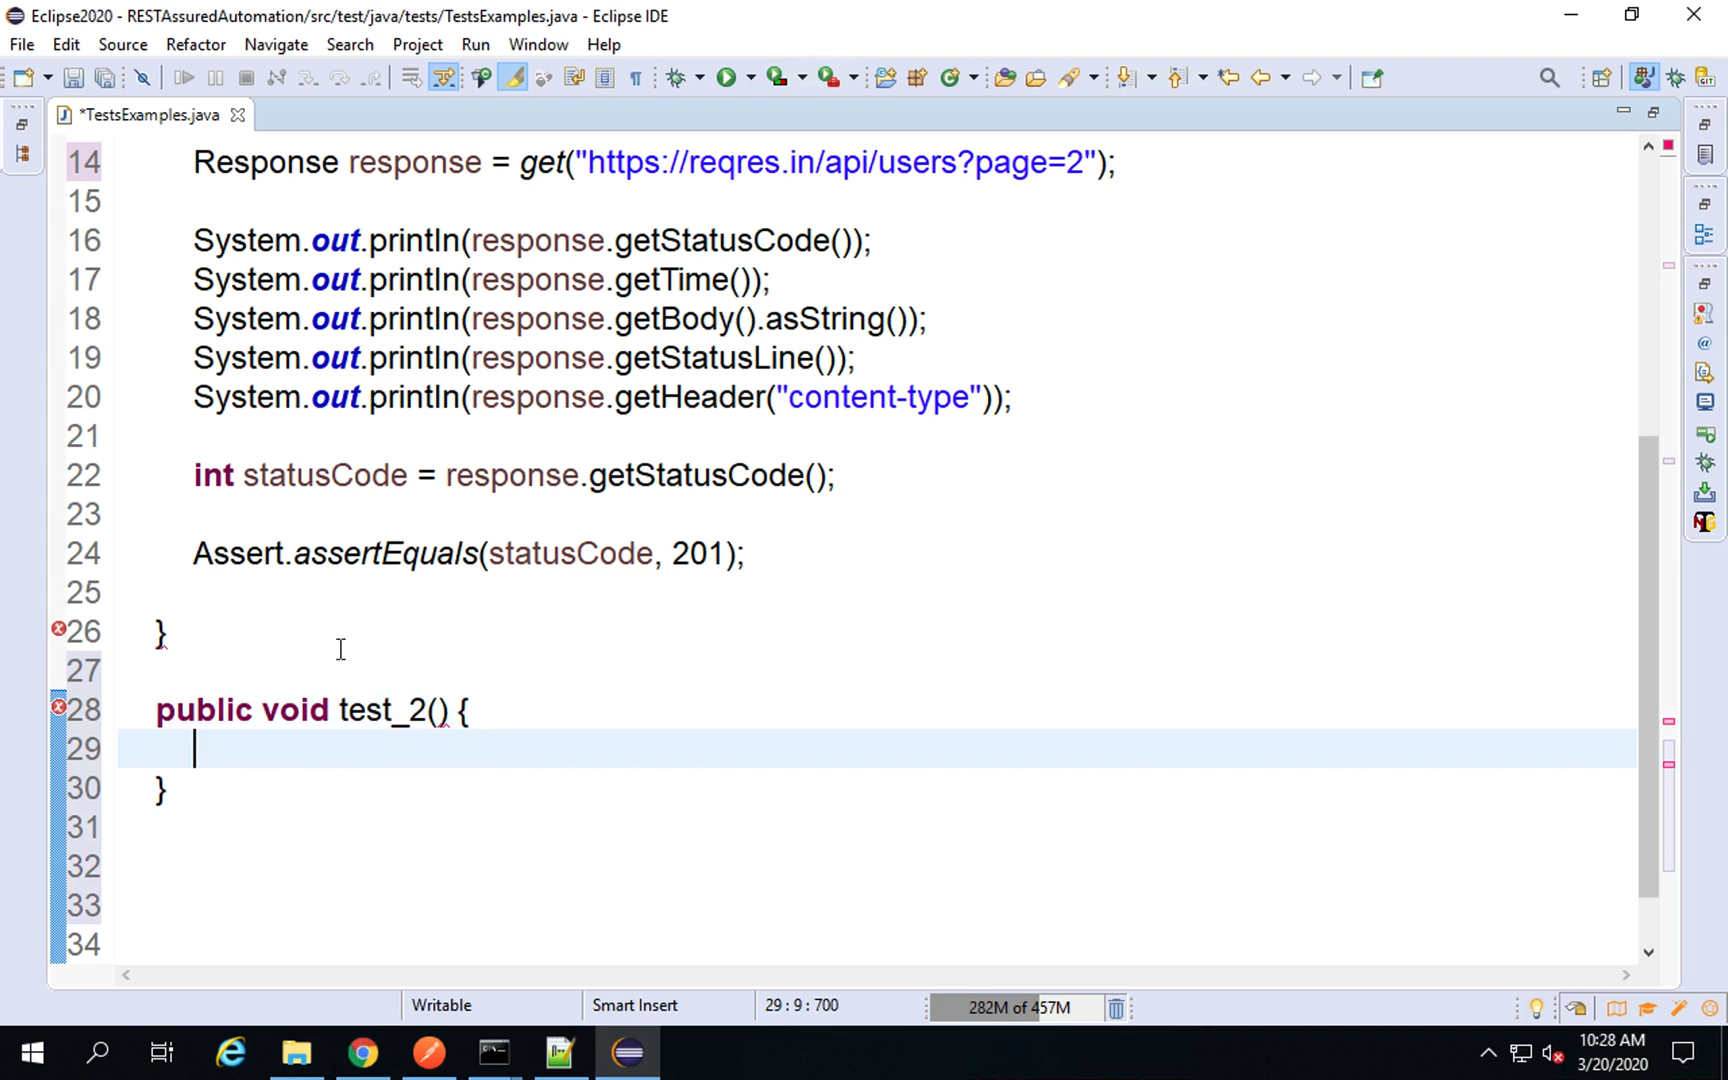 Eclipse2020 - RESTAssuredAutomation/src/test/java/tests/TestsExamples.java - Eclipse IDE
File Edit Source Refactor Navigate Search Project Run Window Help
*TestsExamples.java
14 Response response = get("https://reqres.in/api/users?page=2");
15
16 System.out.println(response.getStatusCode());
17 System.out.println(response.getTime());
18 System.out.println(response.getBody().asString());
19 System.out.println(response.getStatusLine());
20 System.out.println(response.getHeader("content-type"));
21
22 int statusCode = response.getStatusCode();
23
24 Assert.assertEquals(statusCode, 201);
25
26 }
27
28 public void test_2() {
29
30 }
31
32
33
34
Writable Smart Insert 29 : 9 : 700 282M of 457M
10:28 AM
3/20/2020